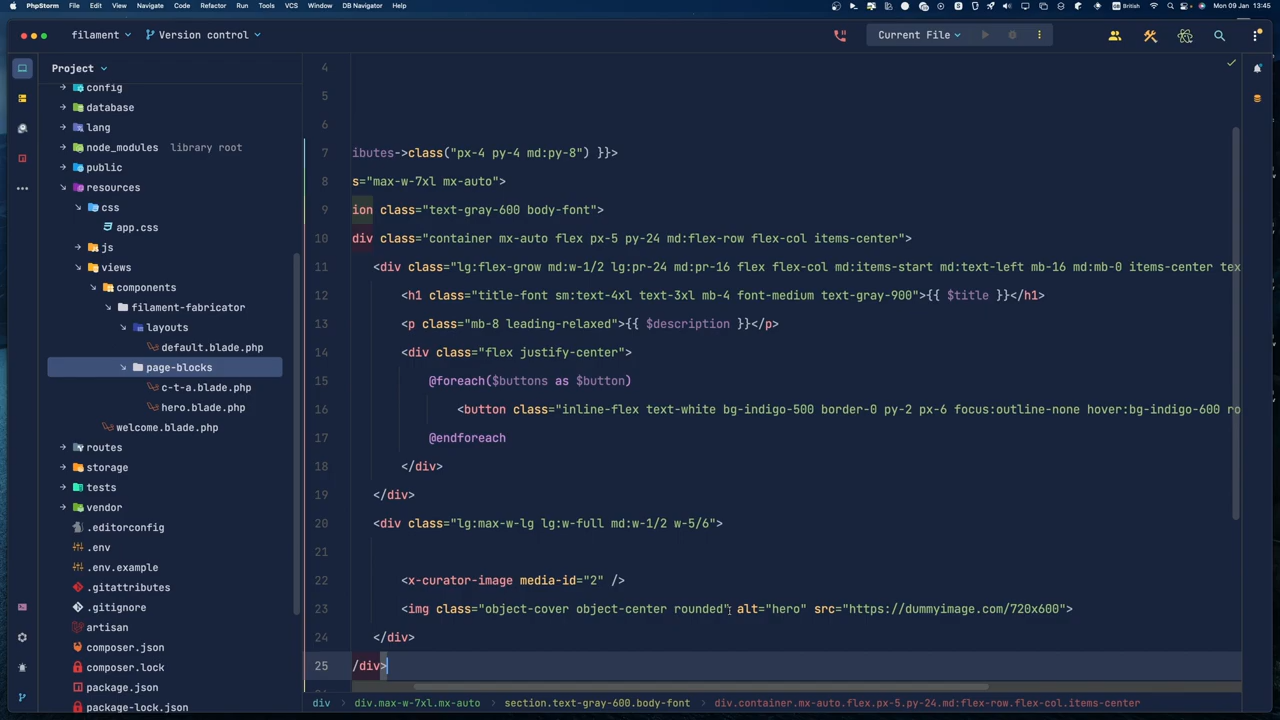 PhpStorm File Edit View Navigate Code Refactor Run Tools VCS Window DB Navigator Help British Mon 09 Jan 13:45
filament Version control Current File
Project
config
database
lang
node_modules library root
public
resources
css
app.css
js
views
components
filament-fabricator
layouts
default.blade.php
page-blocks
c-t-a.blade.php
hero.blade.php
welcome.blade.php
routes
storage
tests
vendor
.editorconfig
.env
.env.example
.gitattributes
.gitignore
artisan
composer.json
composer.lock
package.json
package-lock.json
4
5
6
7 ibutes->class("px-4 py-4 md:py-8") }}>
8 s="max-w-7xl mx-auto">
9 ion class="text-gray-600 body-font">
10 div class="container mx-auto flex px-5 py-24 md:flex-row flex-col items-center">
11 <div class="lg:flex-grow md:w-1/2 lg:pr-24 md:pr-16 flex flex-col md:items-start md:text-left mb-16 md:mb-0 items-center tex
12 <h1 class="title-font sm:text-4xl text-3xl mb-4 font-medium text-gray-900">{{ $title }}</h1>
13 <p class="mb-8 leading-relaxed">{{ $description }}</p>
14 <div class="flex justify-center">
15 @foreach($buttons as $button)
16 <button class="inline-flex text-white bg-indigo-500 border-0 py-2 px-6 focus:outline-none hover:bg-indigo-600 ro
17 @endforeach
18 </div>
19 </div>
20 <div class="lg:max-w-lg lg:w-full md:w-1/2 w-5/6">
21
22 <x-curator-image media-id="2" />
23 <img class="object-cover object-center rounded" alt="hero" src="https://dummyimage.com/720x600">
24 </div>
25 /div>
div div.max-w-7xl.mx-auto section.text-gray-600.body-font div.container.mx-auto.flex.px-5.py-24.md:flex-row.flex-col.items-center